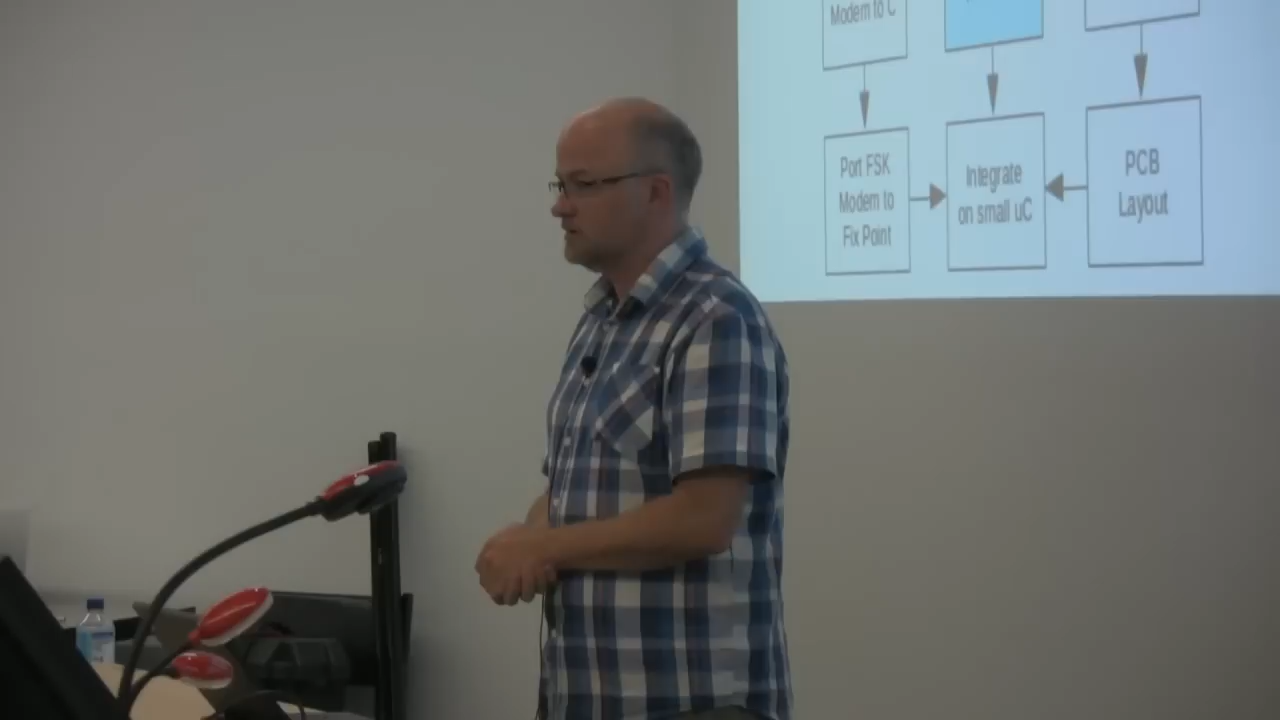 Modem to C
Port FSK
Modem to
Fix Point
Integrate
on small uC
PCB
Layout